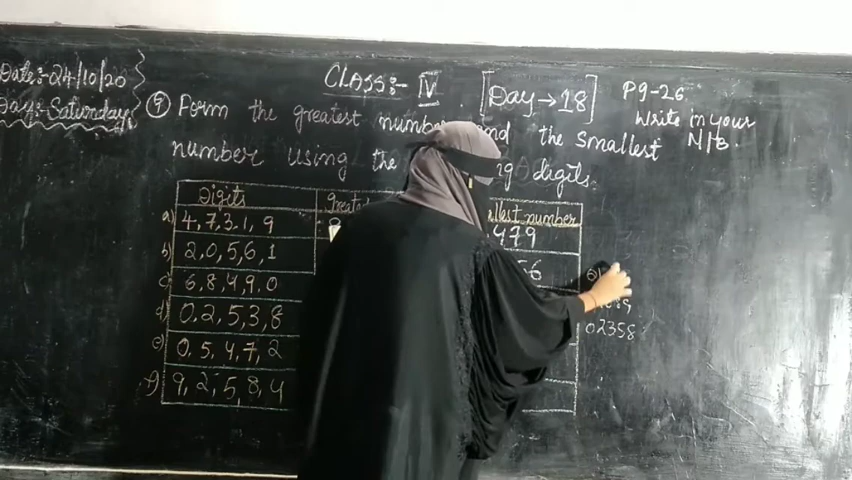 Date:-24/10/20
Day:-Saturday
CLASS:- IV
[Day→18]
Pg-26
Write in your
N/B.
9) Form the greatest number and the smallest
number using the digits.
Digits
smallest number
a) 4,7,3,1,9
479
b) 2,0,5,6,1
56
c) 6,8,4,9,0
d) 0,2,5,3,8
02358
e) 0,5,4,7,2
f) 9,2,5,8,4